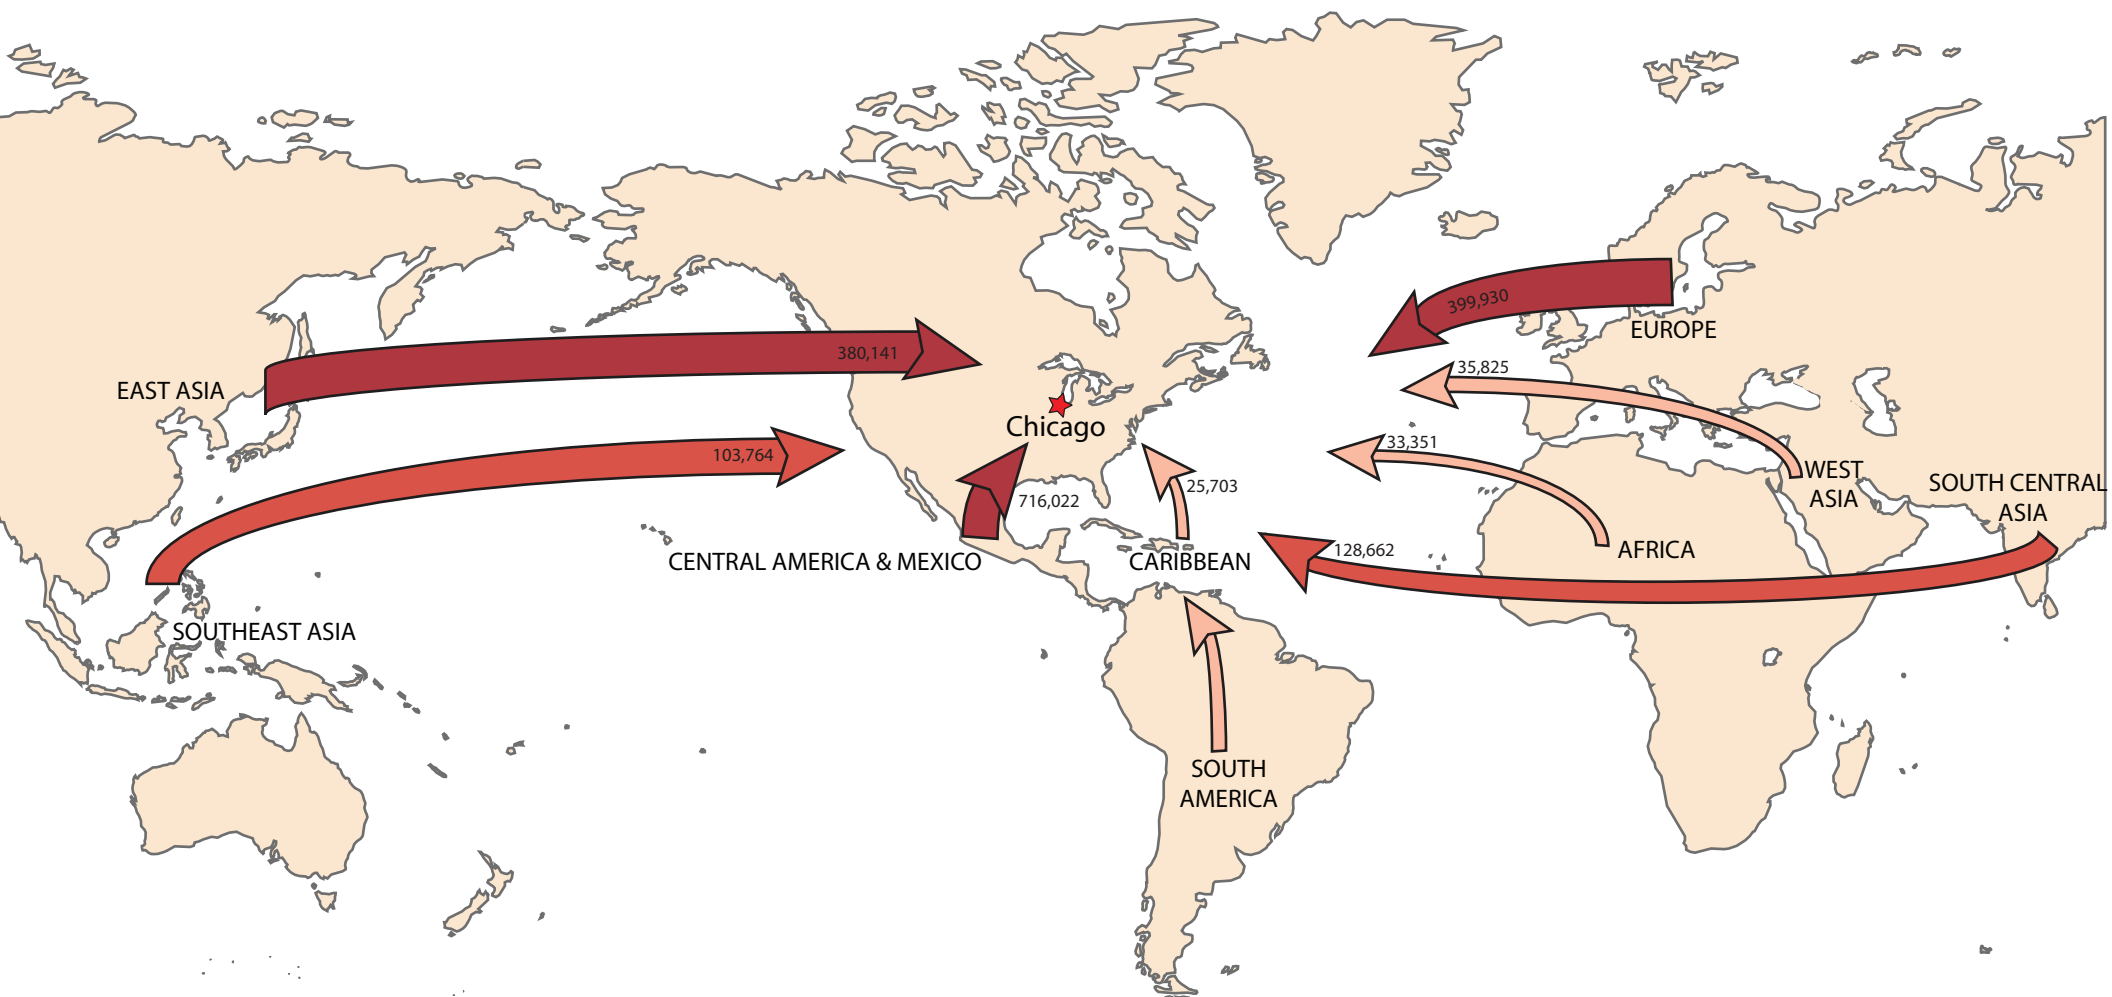 399,930
EUROPE
380,141
35,825
EAST ASIA
Chicago
33,351
103,764
WEST
ASIA
SOUTH CENTRAL
ASIA
716,022
25,703
128,662
AFRICA
CENTRAL AMERICA & MEXICO
CARIBBEAN
SOUTHEAST ASIA
SOUTH
AMERICA